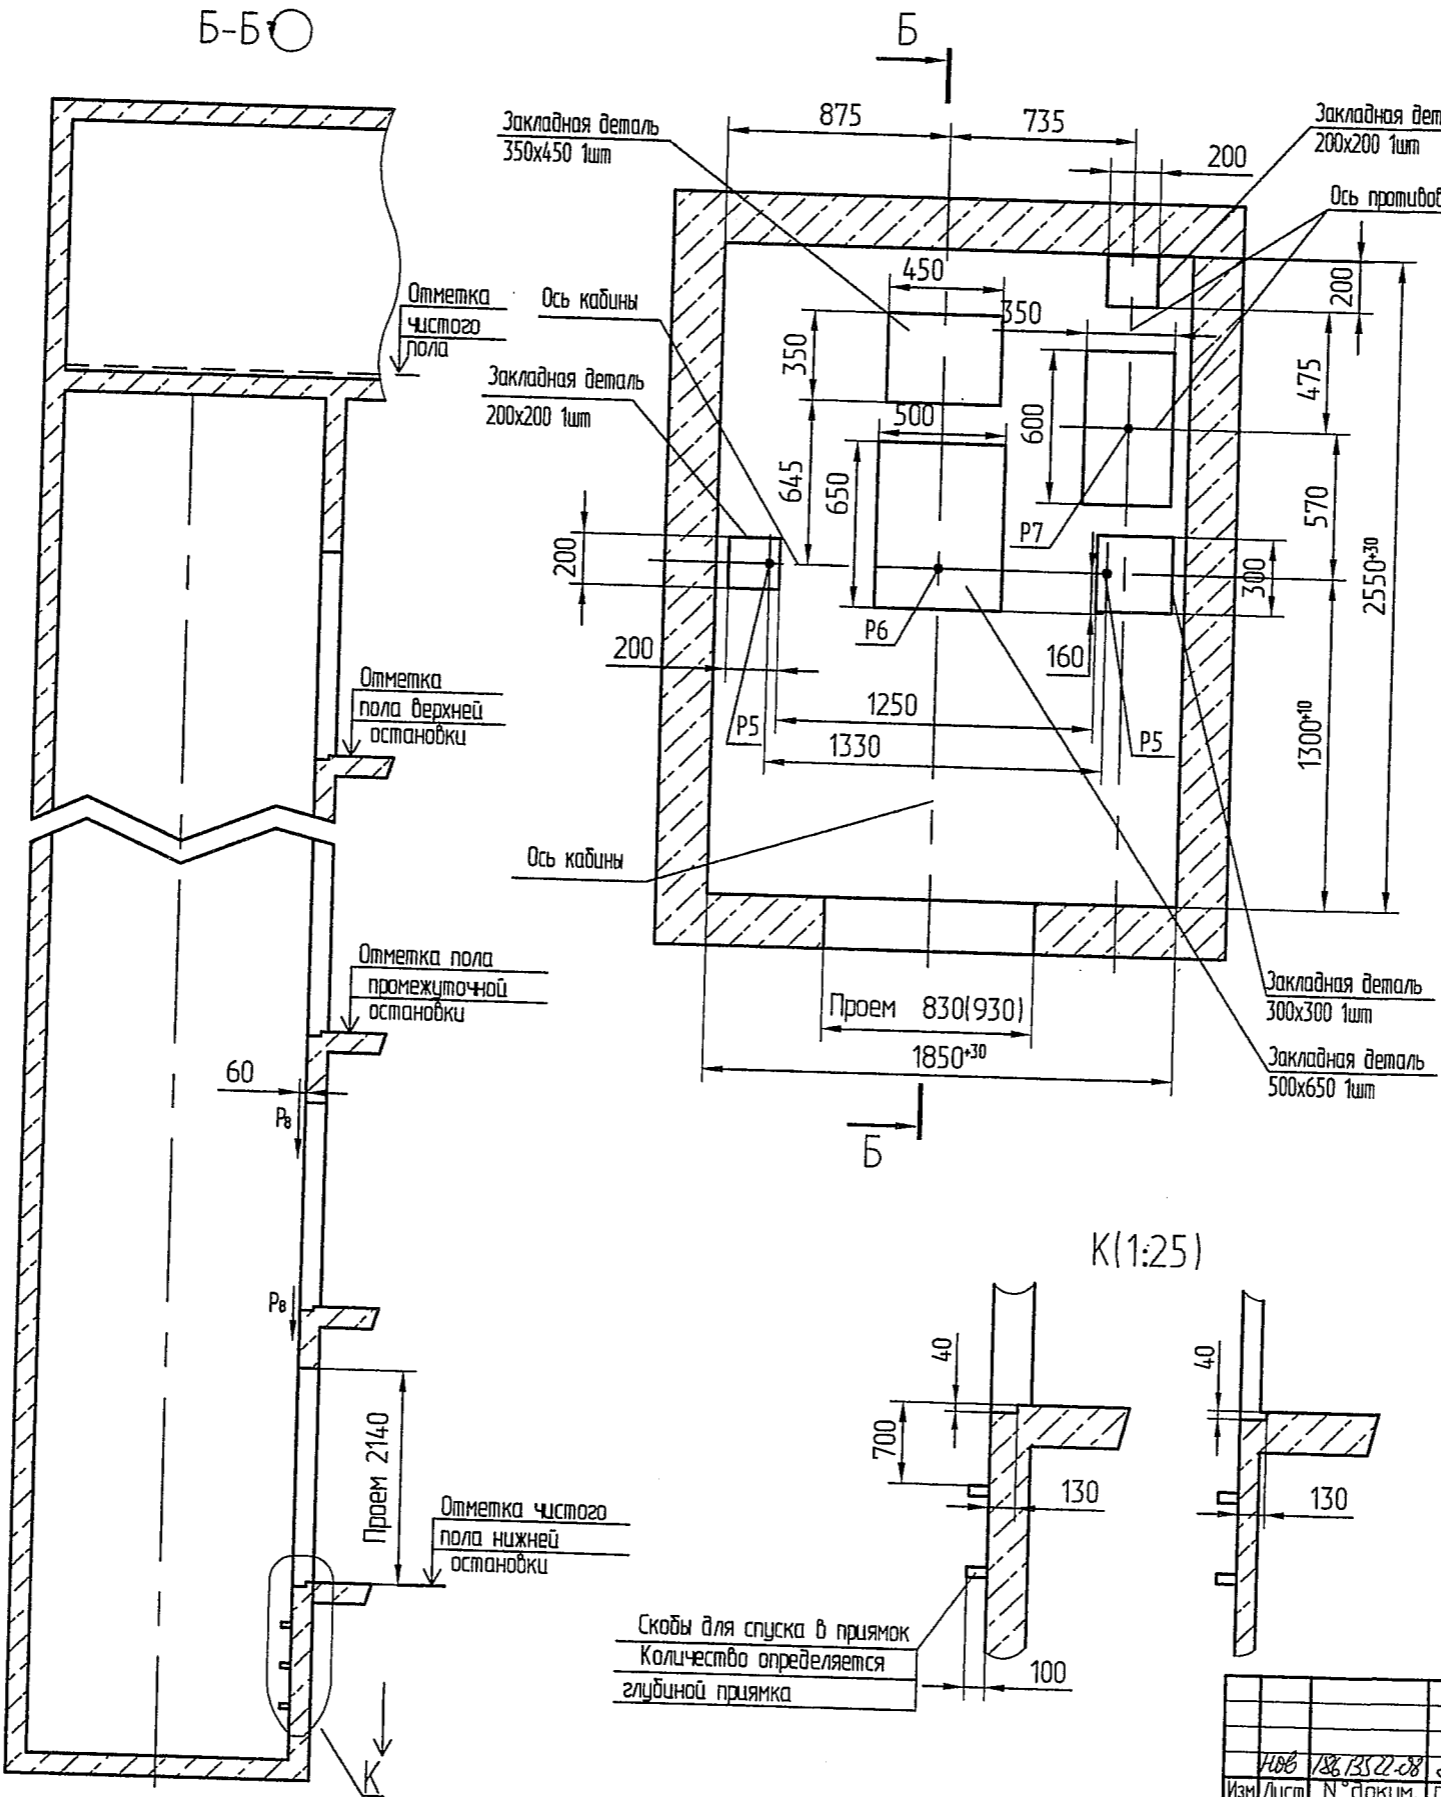 Б-Б
Б
875
735
Закладная деталь
350х450 1шт
200х200 1шт
200
Ось
450
350
200
Отметка
чистого
пола
Ось кабины
350
475
Закладная деталь
200х200 1шт
500
600
645
650
570
2550⁺³⁰
200
Р7
300
Р6
160
200
1250
Р5
1330
Р5
1300⁺¹⁰
Отметка
пола верхней
остановки
Ось кабины
Отметка пола
промежуточной
остановки
Проем 830(930)
1850⁺³⁰
Закладная деталь
300х300 1шт
Закладная деталь
500х650 1шт
60
Р₈
Б
К(1:25)
Р₈
40
40
700
130
130
Проем 2140
Отметка чистого
пола нижней
остановки
Скобы для спуска в приямок
Количество определяется
глубиной приямка
100
К
Изм Лист N°докум.